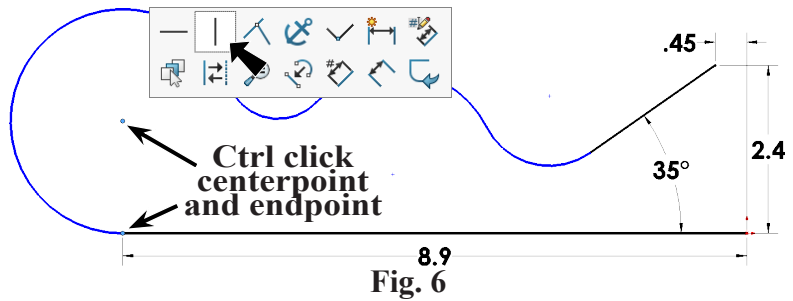 .45
Ctrl click
centerpoint
and endpoint
35°
2.4
8.9
Fig. 6